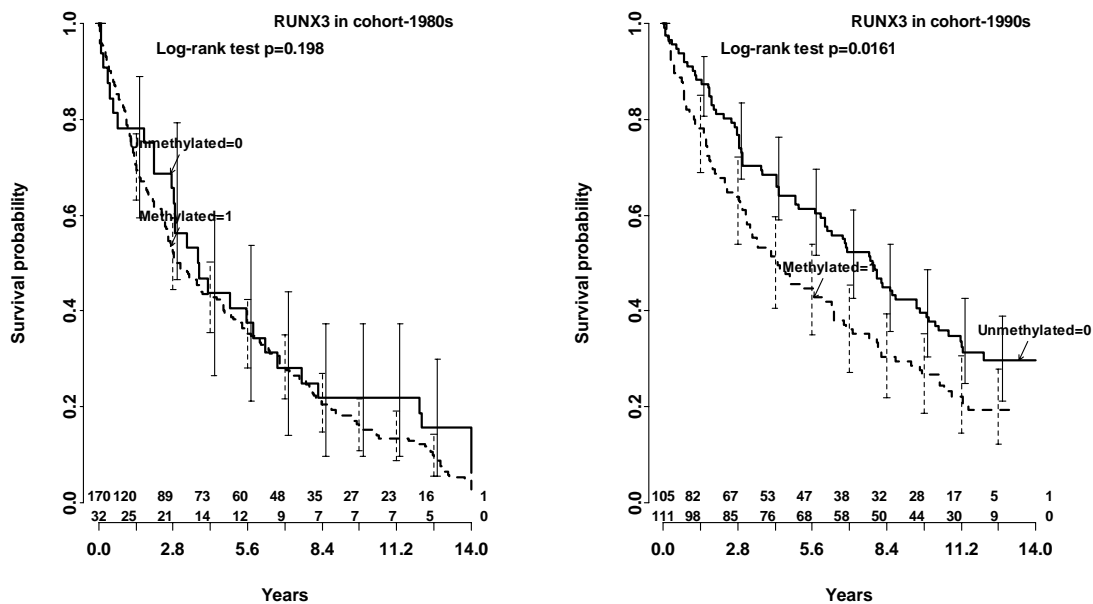 RUNX3 in cohort-1980s
Log-rank test p=0.198
Unmethylated=0
Methylated=1
Survival probability
1.0
0.8
0.6
0.4
0.2
0.0
170 120 89 73 60 48 35 27 23 16 1
32 25 21 14 12 9 7 7 7 5 0
0.0 2.8 5.6 8.4 11.2 14.0
Years
RUNX3 in cohort-1990s
Log-rank test p=0.0161
Methylated=1
Unmethylated=0
Survival probability
1.0
0.8
0.6
0.4
0.2
0.0
105 82 67 53 47 38 32 28 17 5 1
111 98 85 76 68 58 50 44 30 9 0
0.0 2.8 5.6 8.4 11.2 14.0
Years